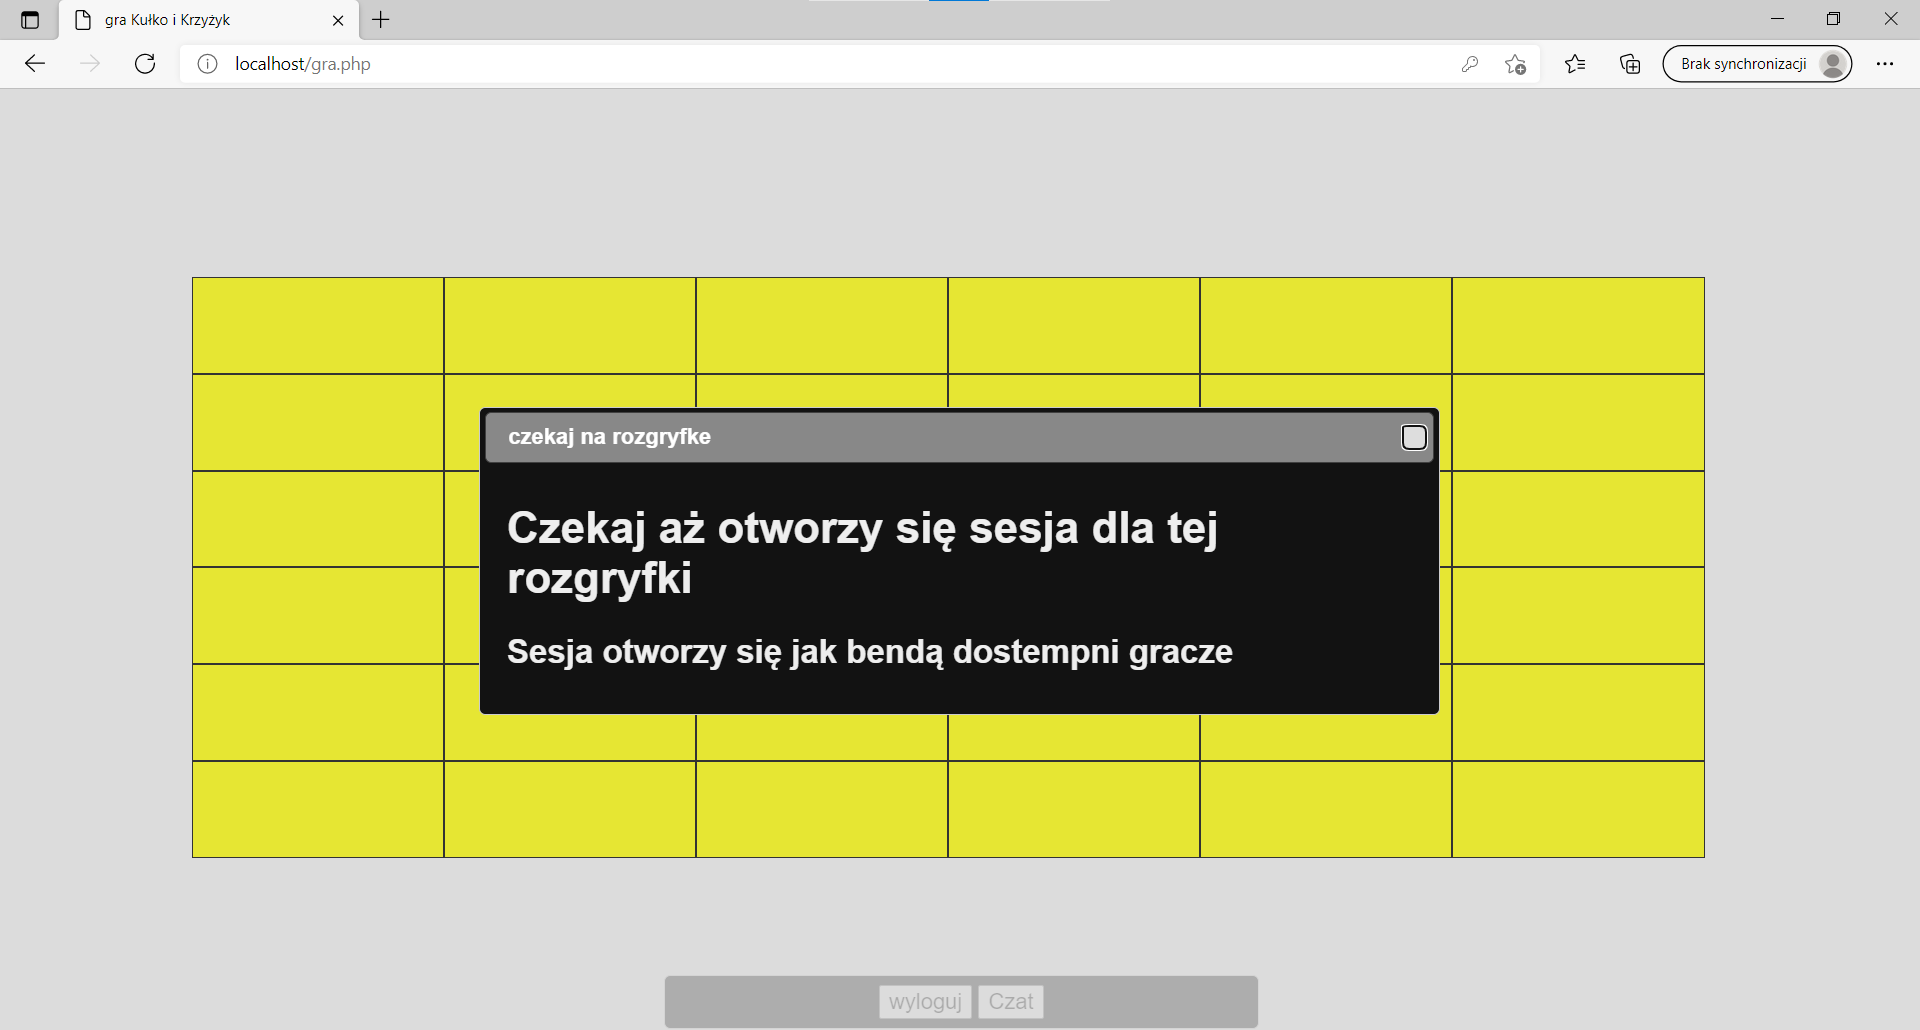 gra Kułko i Krzyżyk
localhost/gra.php
Brak synchronizacji
czekaj na rozgryfke
Czekaj aż otworzy się sesja dla tej
rozgryfki
Sesja otworzy się jak bendą dostempni gracze
wyloguj Czat